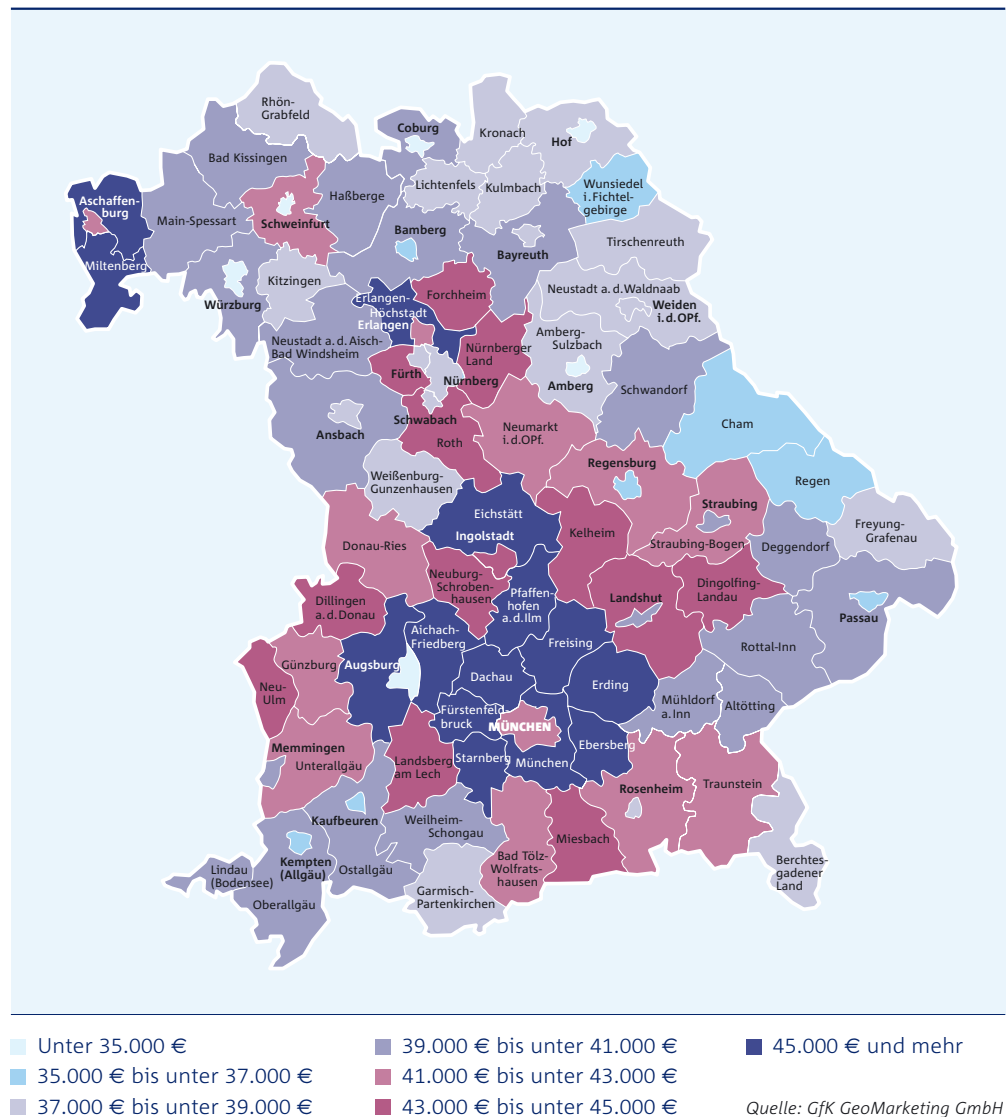 Rhön-
Grabfeld
Coburg
Kronach
Hof
Bad Kissingen
Lichtenfels
Kulmbach
Wunsiedel
i. Fichtel-
gebirge
Aschaffen-
burg
Main-Spessart
Schweinfurt
Haßberge
Bamberg
Bayreuth
Tirschenreuth
Miltenberg
Würzburg
Kitzingen
Erlangen-
Höchstadt
Erlangen
Forchheim
Neustadt a. d. Waldnaab
Weiden
i. d. OPf.
Neustadt a. d. Aisch-
Bad Windsheim
Nürnberger
Land
Amberg-
Sulzbach
Fürth
Nürnberg
Amberg
Schwandorf
Ansbach
Schwabach
Roth
Neumarkt
i. d. OPf.
Cham
Weißenburg-
Gunzenhausen
Regensburg
Regen
Eichstätt
Ingolstadt
Straubing
Freyung-
Grafenau
Donau-Ries
Kelheim
Straubing-Bogen
Deggendorf
Neuburg-
Schroben-
hausen
Pfaffen-
hofen
a. d. Ilm
Landshut
Dingolfing-
Landau
Dillingen
a. d. Donau
Passau
Aichach-
Friedberg
Freising
Rottal-Inn
Günzburg
Augsburg
Dachau
Erding
Neu-
Ulm
Mühldorf
a. Inn
Altötting
Fürstenfeld-
bruck
MÜNCHEN
Memmingen
Unterallgäu
Landsberg
am Lech
Starnberg
München
Ebersberg
Rosenheim
Traunstein
Kaufbeuren
Weilheim-
Schongau
Miesbach
Kempten
(Allgäu)
Ostallgäu
Bad Tölz-
Wolfrats-
hausen
Berchtes-
gadener
Land
Lindau
(Bodensee)
Oberallgäu
Garmisch-
Partenkirchen
Unter 35.000 €
35.000 € bis unter 37.000 €
37.000 € bis unter 39.000 €
39.000 € bis unter 41.000 €
41.000 € bis unter 43.000 €
43.000 € bis unter 45.000 €
45.000 € und mehr
Quelle: GfK GeoMarketing GmbH